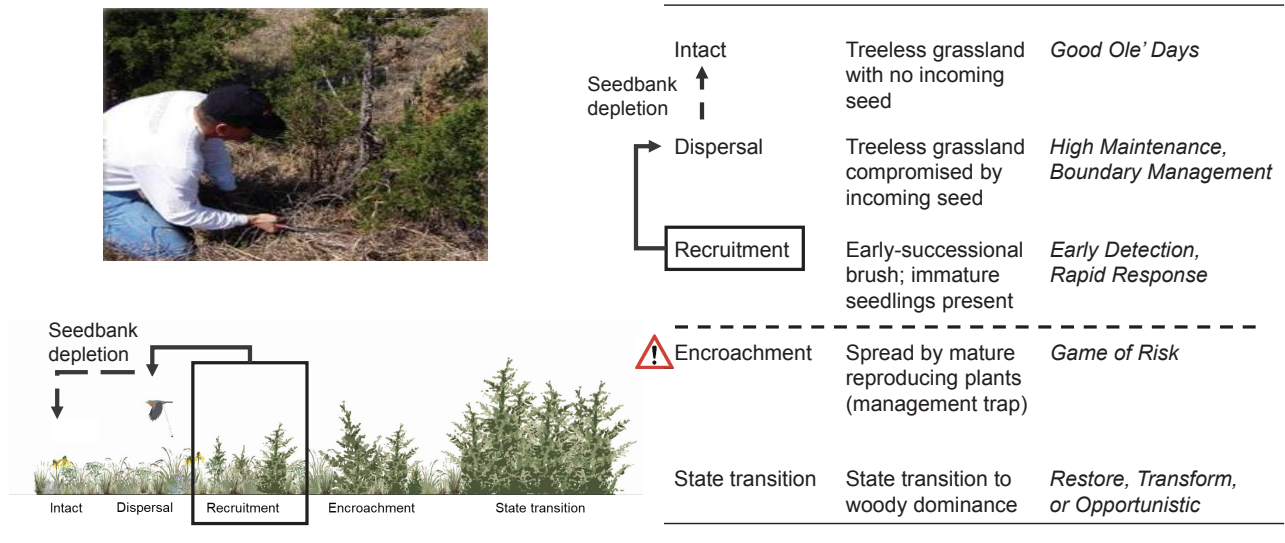 Intact
Treeless grassland
with no incoming
seed
Good Ole’ Days
Seedbank
depletion
Dispersal
Treeless grassland
compromised by
incoming seed
High Maintenance,
Boundary Management
Recruitment
Early-successional
brush; immature
seedlings present
Early Detection,
Rapid Response
Encroachment
Spread by mature
reproducing plants
(management trap)
Game of Risk
State transition
State transition to
woody dominance
Restore, Transform,
or Opportunistic
Seedbank
depletion
Intact
Dispersal
Recruitment
Encroachment
State transition